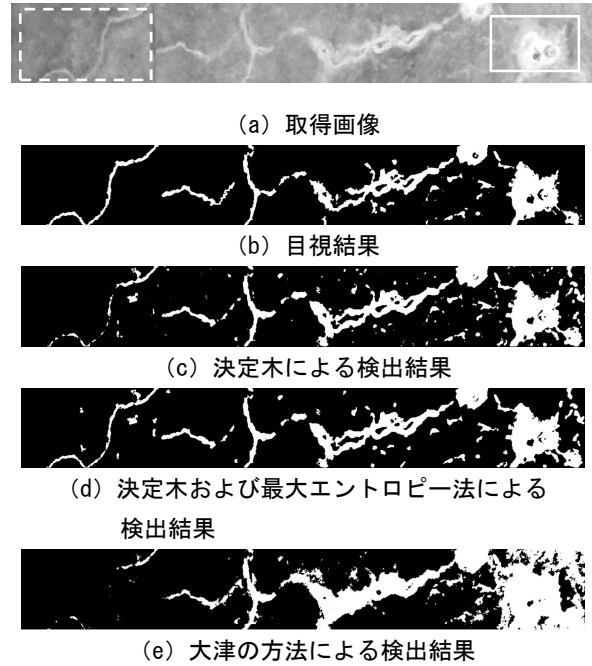 (a) 取得画像
(b) 目視結果
(c) 決定木による検出結果
(d) 決定木および最大エントロピー法による
検出結果
(e) 大津の方法による検出結果